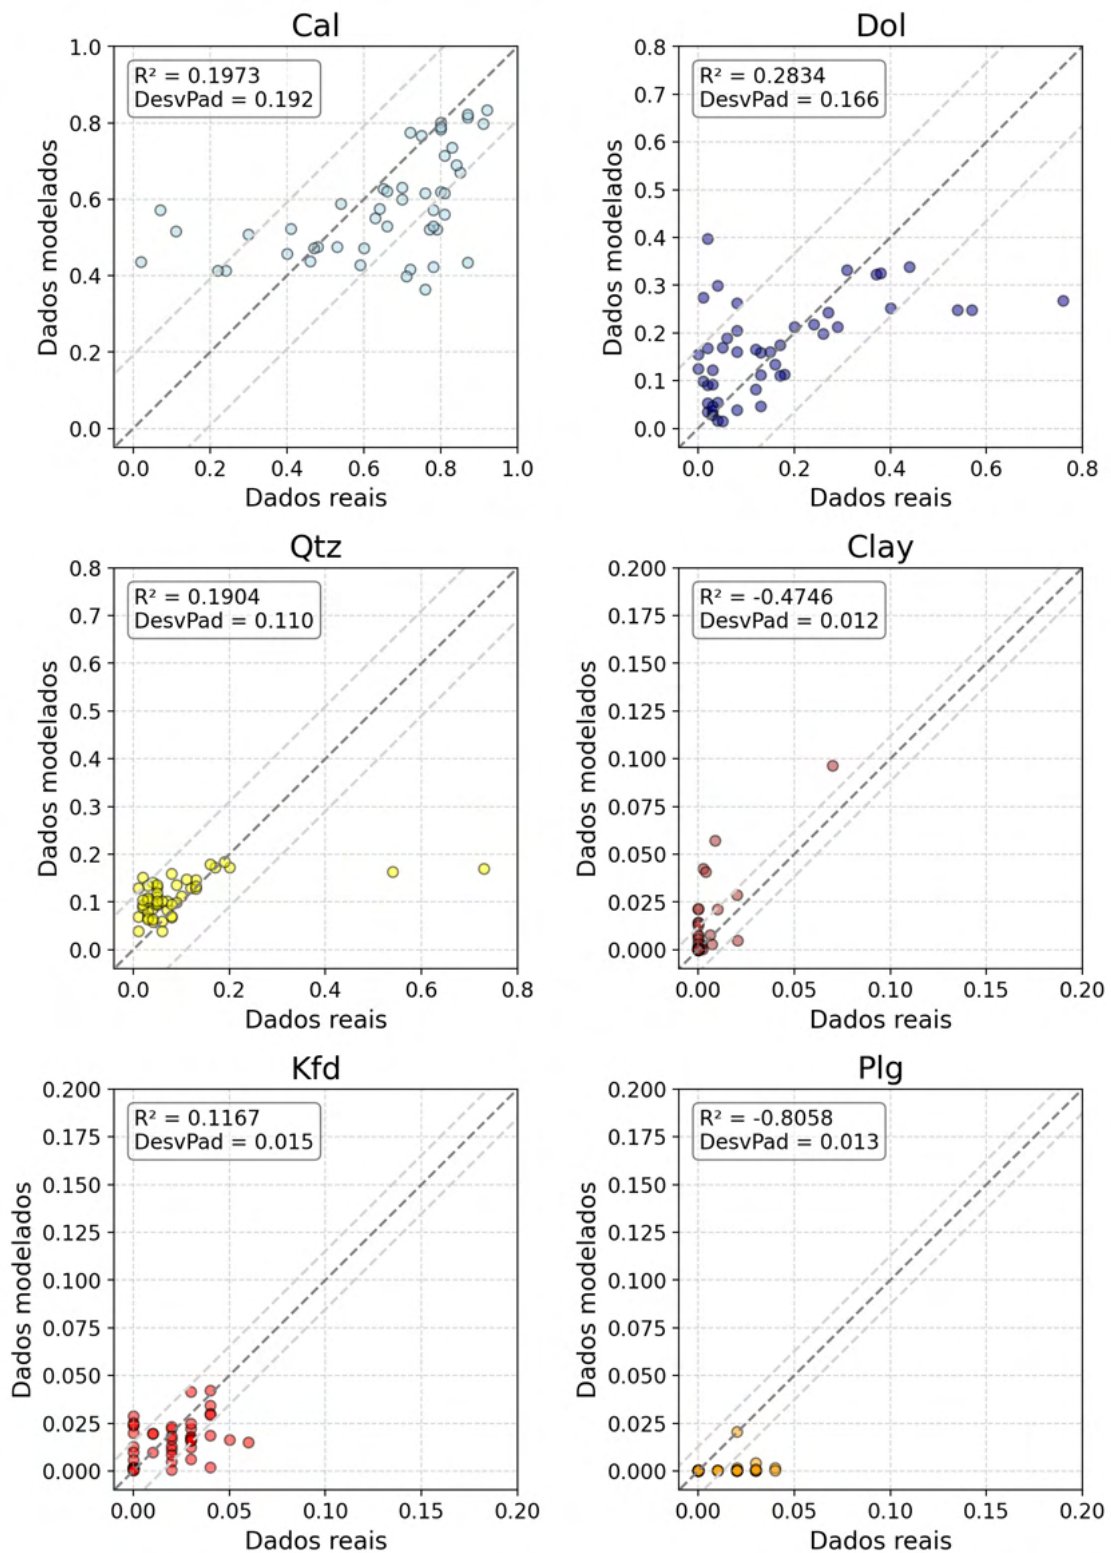 Cal
R² = 0.1973
DesvPad = 0.192
1.0
0.8
0.6
0.4
0.2
0.0
Dados modelados
0.0 0.2 0.4 0.6 0.8 1.0
Dados reais
Dol
R² = 0.2834
DesvPad = 0.166
0.8
0.7
0.6
0.5
0.4
0.3
0.2
0.1
0.0
Dados modelados
0.0 0.2 0.4 0.6 0.8
Dados reais
Qtz
R² = 0.1904
DesvPad = 0.110
0.8
0.7
0.6
0.5
0.4
0.3
0.2
0.1
0.0
Dados modelados
0.0 0.2 0.4 0.6 0.8
Dados reais
Clay
R² = -0.4746
DesvPad = 0.012
0.200
0.175
0.150
0.125
0.100
0.075
0.050
0.025
0.000
Dados modelados
0.00 0.05 0.10 0.15 0.20
Dados reais
Kfd
R² = 0.1167
DesvPad = 0.015
0.200
0.175
0.150
0.125
0.100
0.075
0.050
0.025
0.000
Dados modelados
0.00 0.05 0.10 0.15 0.20
Dados reais
Plg
R² = -0.8058
DesvPad = 0.013
0.200
0.175
0.150
0.125
0.100
0.075
0.050
0.025
0.000
Dados modelados
0.00 0.05 0.10 0.15 0.20
Dados reais